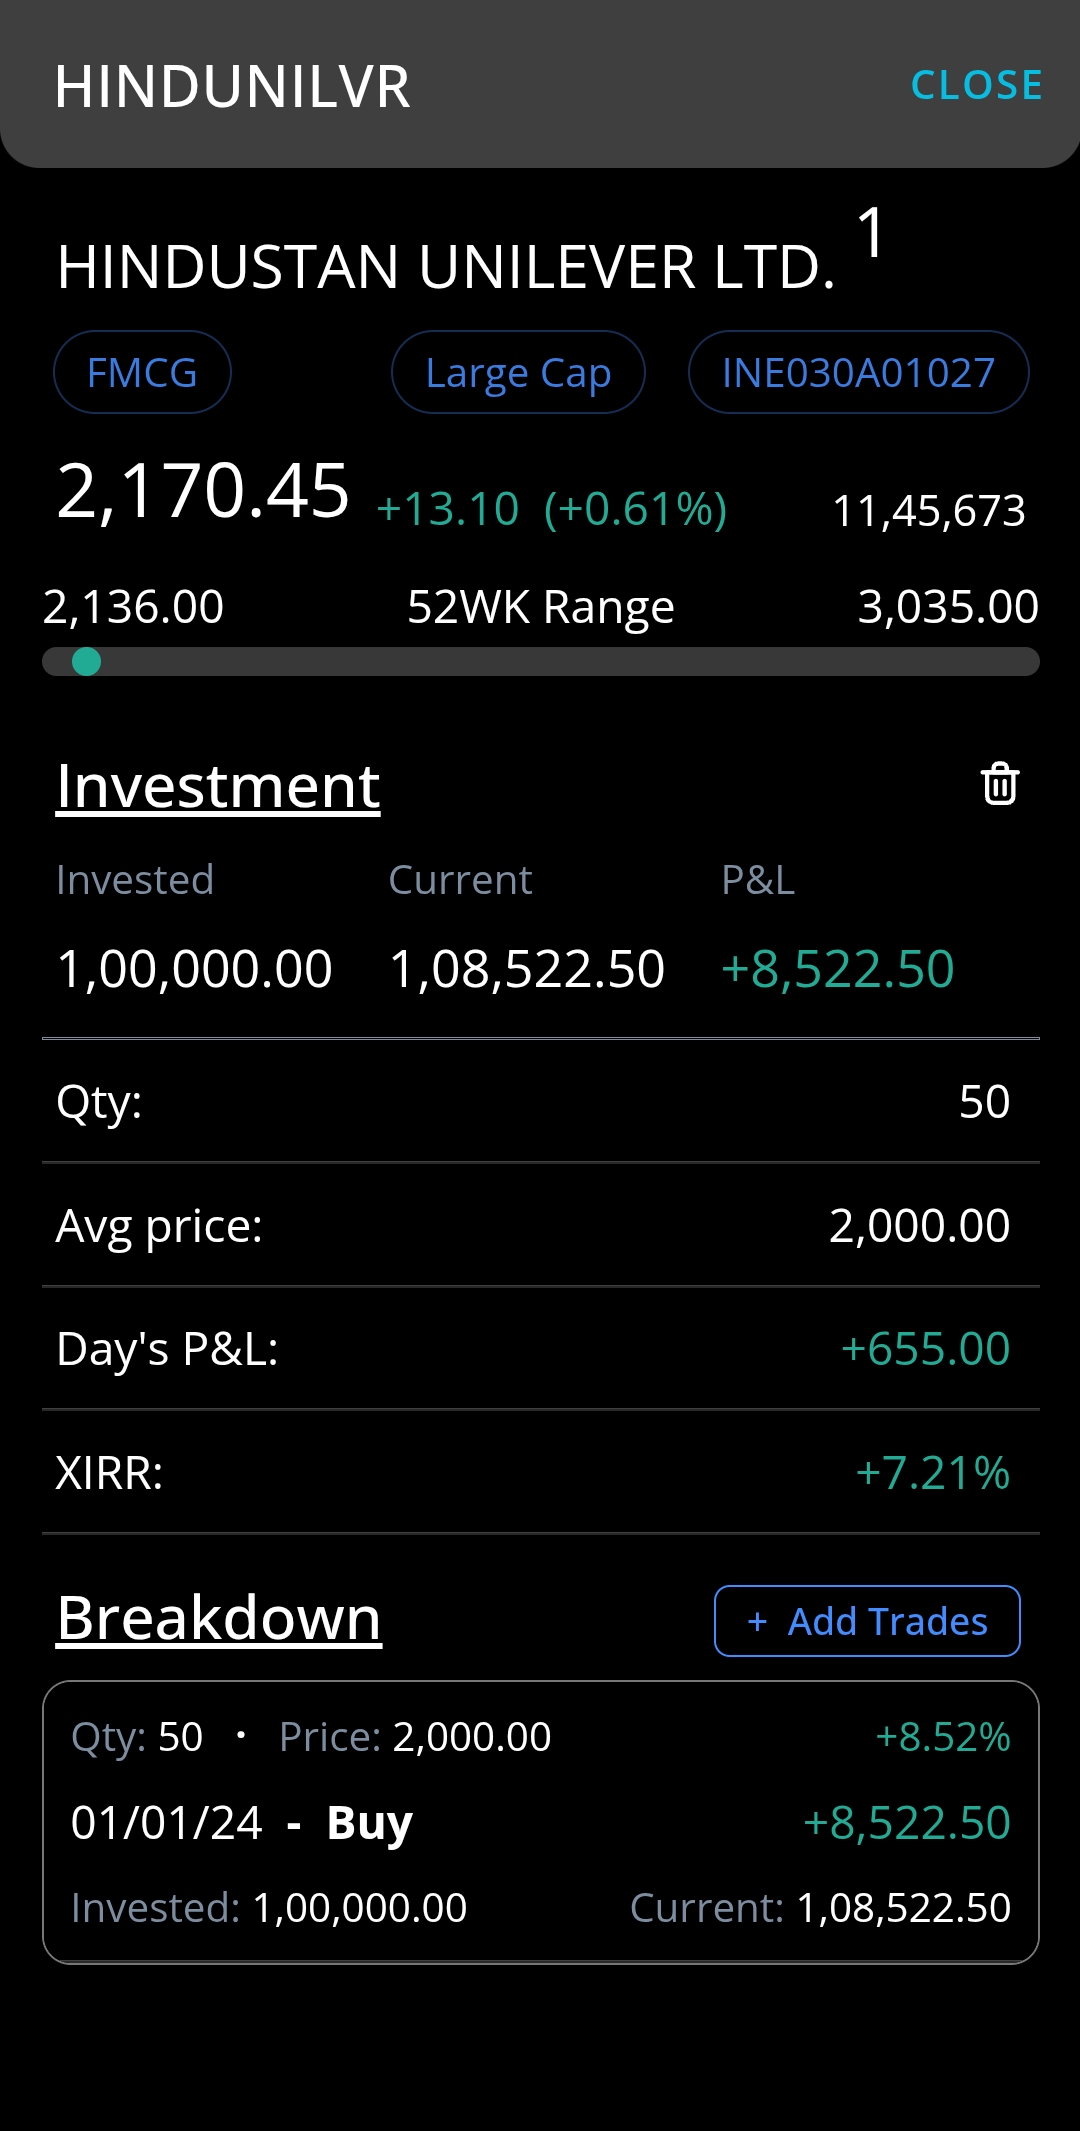 HINDUNILVR CLOSE
HINDUSTAN UNILEVER LTD. 1
FMCG Large Cap INE030A01027
2,170.45 +13.10 (+0.61%) 11,45,673
2,136.00 52WK Range 3,035.00
Investment
Invested Current P&L
1,00,000.00 1,08,522.50 +8,522.50
Qty: 50
Avg price: 2,000.00
Day's P&L: +655.00
XIRR: +7.21%
Breakdown + Add Trades
Qty: 50 · Price: 2,000.00 +8.52%
01/01/24 - Buy +8,522.50
Invested: 1,00,000.00 Current: 1,08,522.50